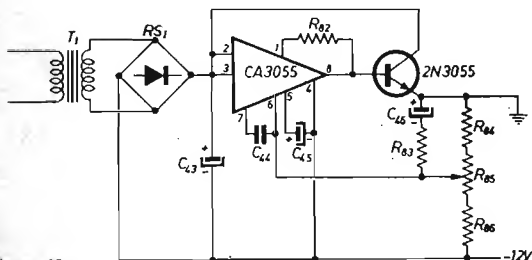 T1
RS1
R82
2N3055
CA3055
1
2
3
8
7
6
5
4
+
C43
-
C44
+
C45
-
+
C46
-
R83
R84
R85
R86
-12V